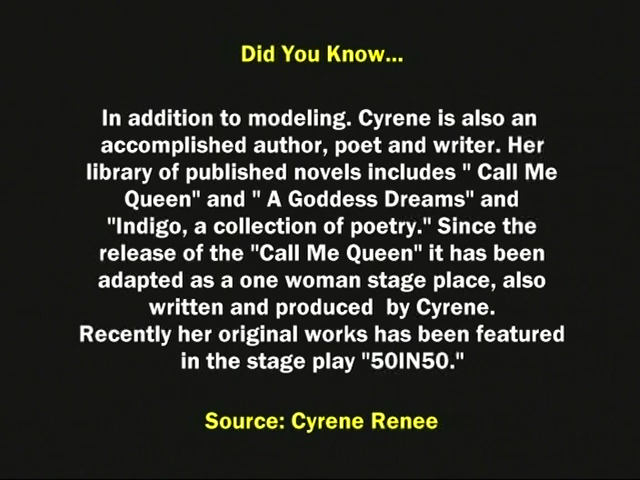 Did You Know...
In addition to modeling. Cyrene is also an
accomplished author, poet and writer. Her
library of published novels includes " Call Me
Queen" and " A Goddess Dreams" and
"Indigo, a collection of poetry." Since the
release of the "Call Me Queen" it has been
adapted as a one woman stage place, also
written and produced  by Cyrene.
Recently her original works has been featured
in the stage play "50IN50."
Source: Cyrene Renee